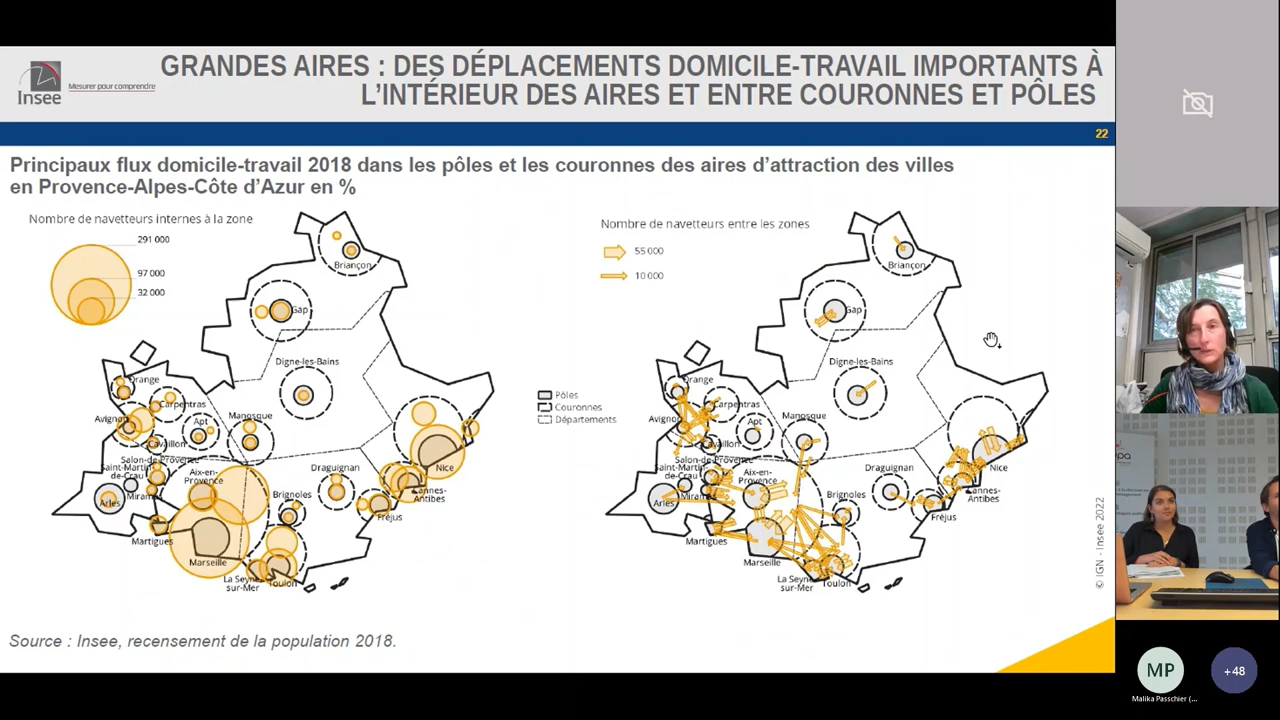 GRANDES AIRES : DES DÉPLACEMENTS DOMICILE-TRAVAIL IMPORTANTS À
L'INTÉRIEUR DES AIRES ET ENTRE COURONNES ET PÔLES
Insee
Mesurer pour comprendre
22
Principaux flux domicile-travail 2018 dans les pôles et les couronnes des aires d'attraction des villes
en Provence-Alpes-Côte d'Azur en %
Nombre de navetteurs internes à la zone
291 000
97 000
32 000
Briançon
Gap
Digne-les-Bains
Orange
Carpentras
Avignon
Apt
Manosque
Cavaillon
Salon-de-Provence
Saint-Martin-
de-Crau
Aix-en-
Provence
Miramas
Arles
Draguignan
Nice
Cannes-
Antibes
Brignoles
Fréjus
Martigues
Marseille
La Seyne-
sur-Mer
Toulon
Pôles
Couronnes
Départements
Nombre de navetteurs entre les zones
55 000
10 000
Briançon
Gap
Digne-les-Bains
Orange
Carpentras
Avignon
Apt
Manosque
Cavaillon
Salon-de-Provence
Saint-Martin-
de-Crau
Aix-en-
Provence
Miramas
Arles
Draguignan
Nice
Cannes-
Antibes
Brignoles
Fréjus
Martigues
Marseille
La Seyne-
sur-Mer
Toulon
© IGN - Insee 2022
Source : Insee, recensement de la population 2018.
MP
+48
Malika Passchier (...